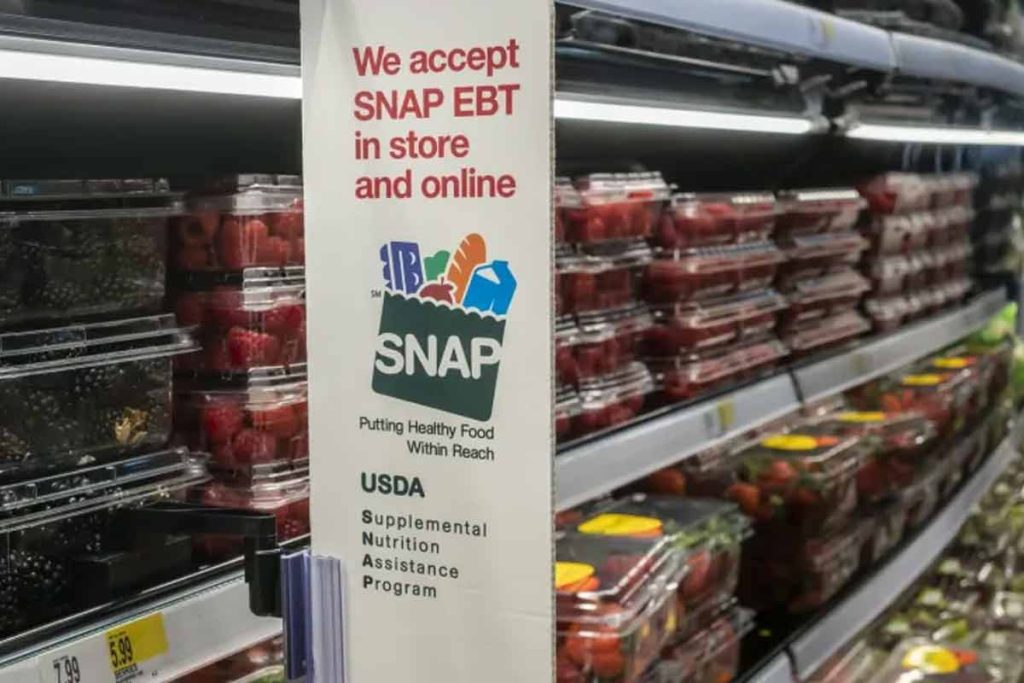 We accept
SNAP EBT
in store
and online
SM
SNAP
Putting Healthy Food
Within Reach
USDA
Supplemental
Nutrition
Assistance
Program
7.99
5.99